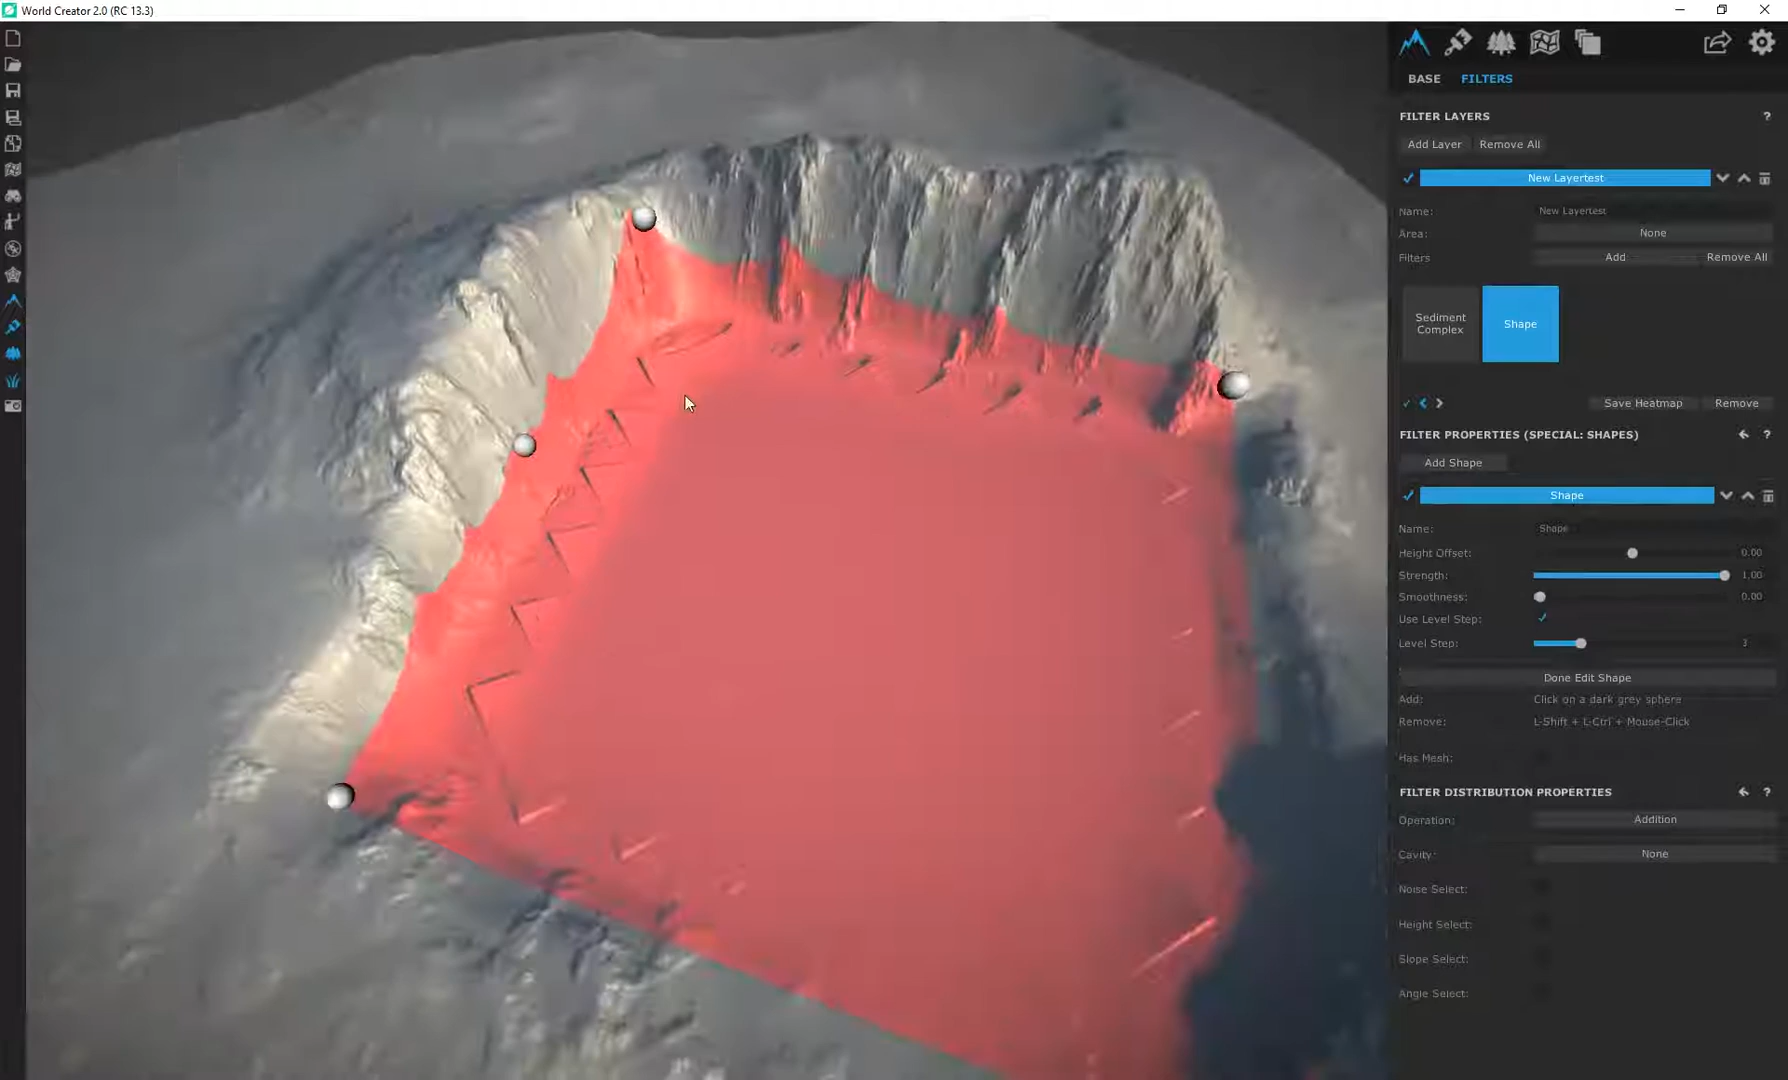 World Creator 2.0 (RC 13.3)
BASE FILTERS
FILTER LAYERS ?
Add Layer Remove All
New Layertest
Name: New Layertest
Area: None
Filters Add Remove All
Sediment Complex
Shape
Save Heatmap Remove
FILTER PROPERTIES (SPECIAL: SHAPES) ?
Add Shape
Shape
Name: Shape
Height Offset: 0.00
Strength: 1.00
Smoothness: 0.00
Use Level Step:
Level Step: 3
Done Edit Shape
Add: Click on a dark grey sphere
Remove: L-Shift + L-Ctrl + Mouse-Click
Has Mesh:
FILTER DISTRIBUTION PROPERTIES ?
Operation: Addition
Cavity: None
Noise Select:
Height Select:
Slope Select:
Angle Select: